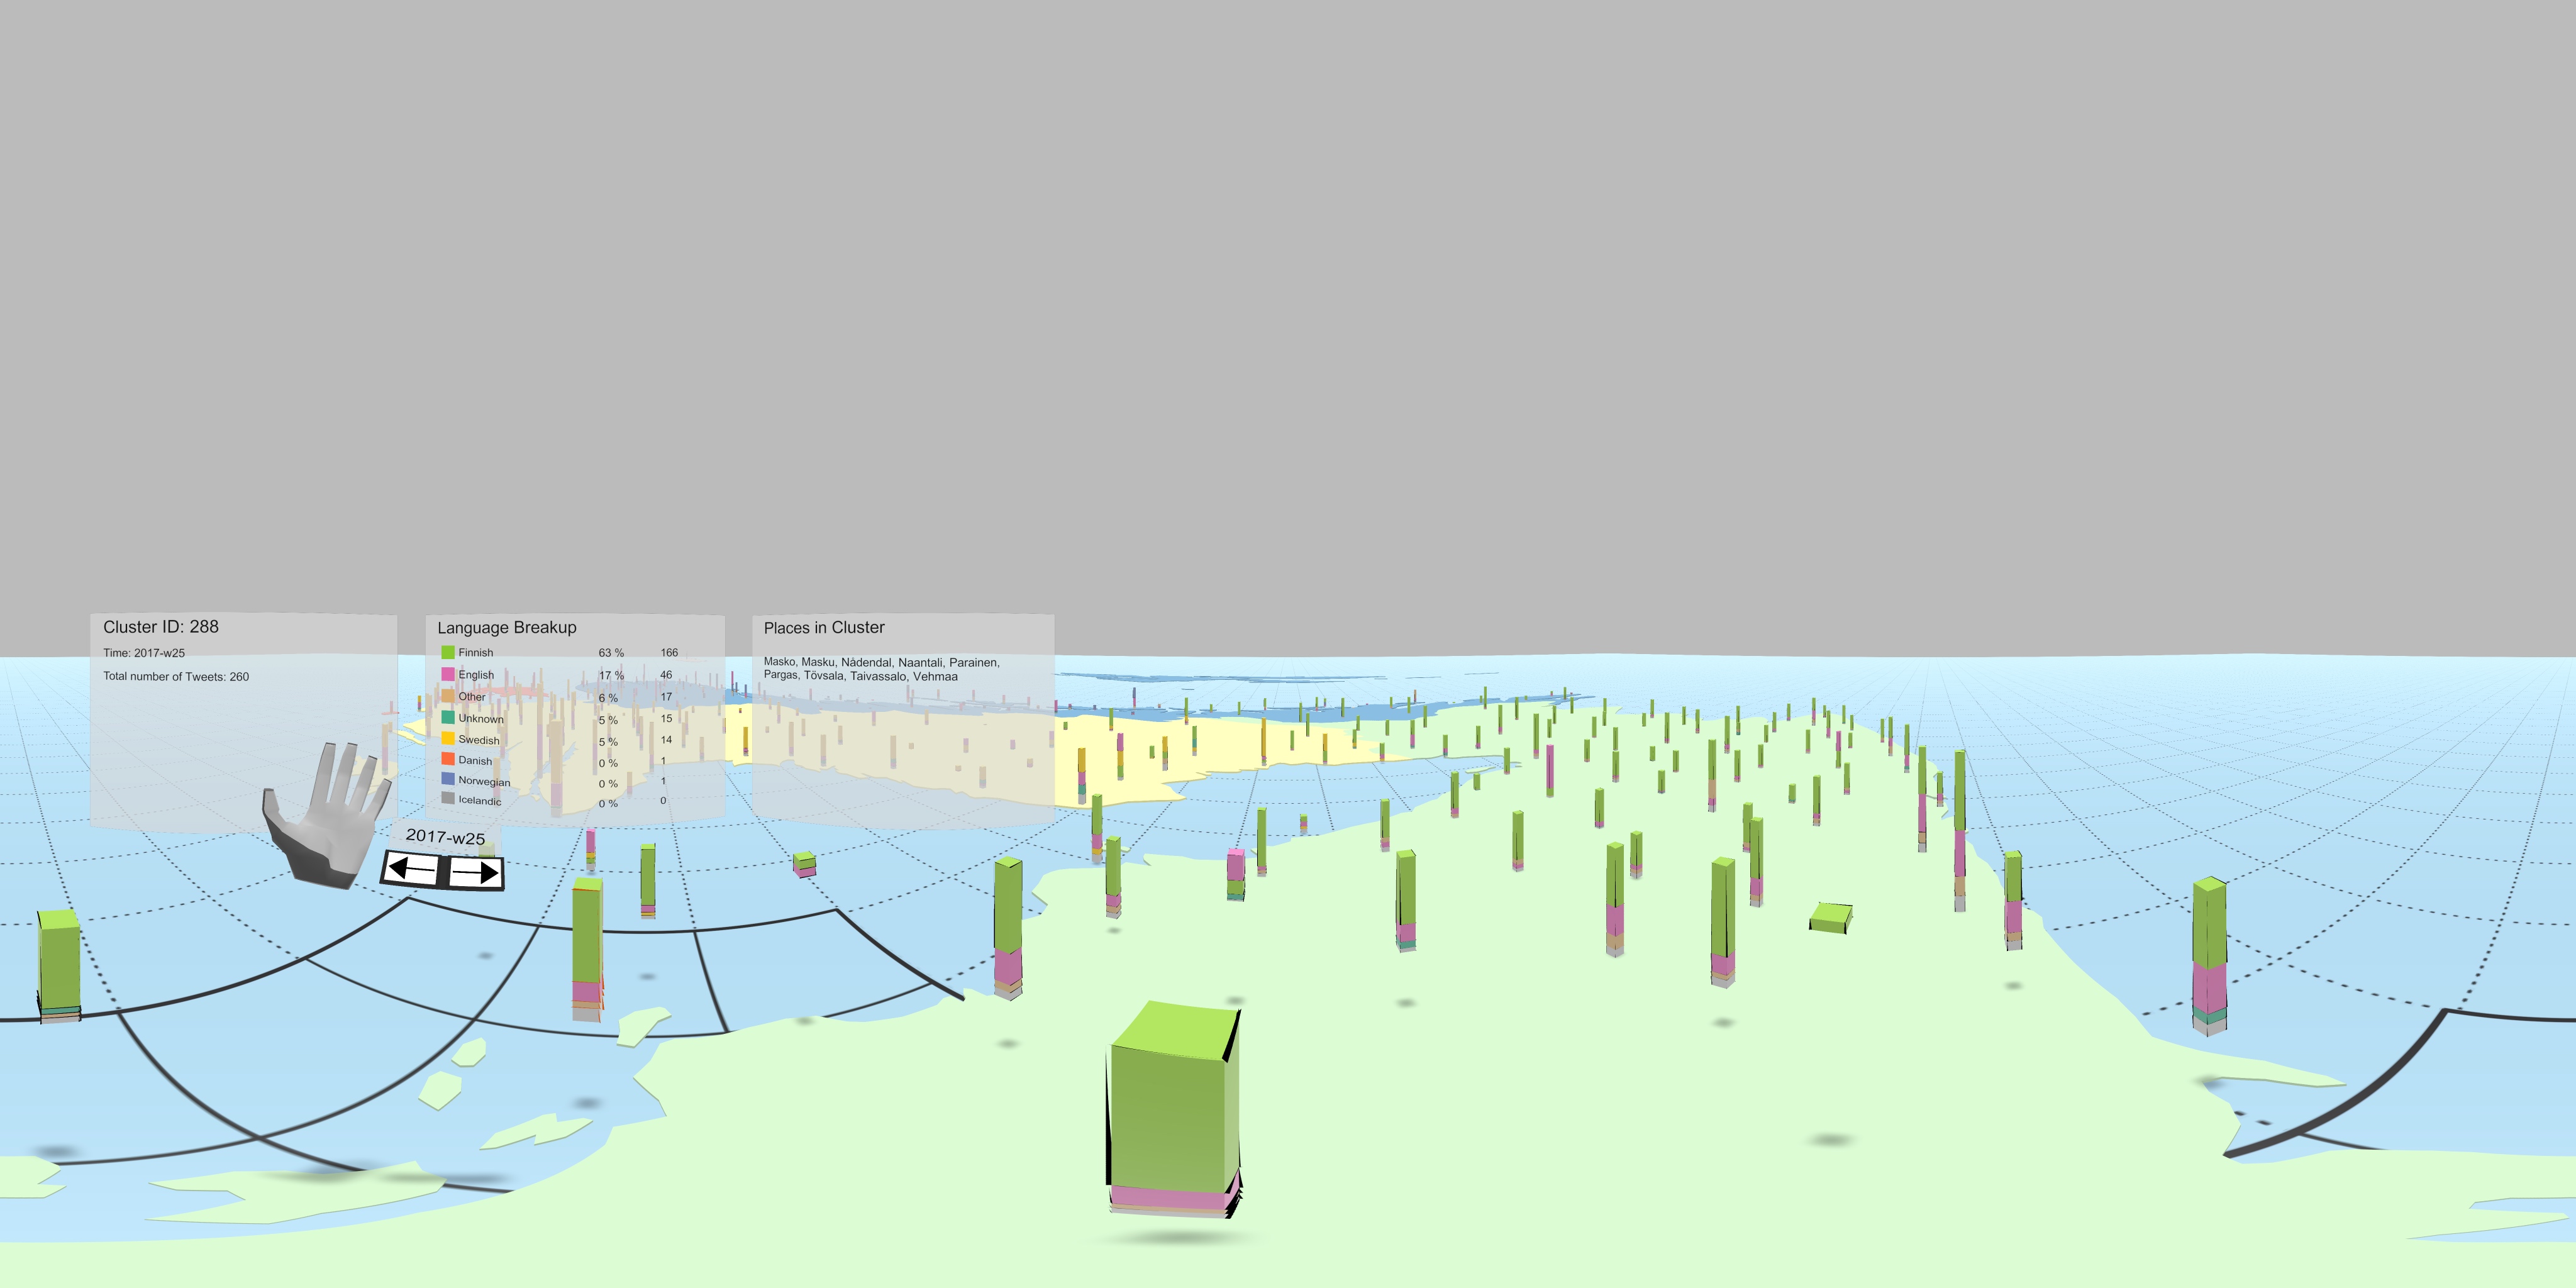 Cluster ID: 288
Time: 2017-w25
Total number of Tweets: 260
Language Breakup
Finnish 63 % 166
English 17 % 46
Other 6 % 17
Unknown 5 % 15
Swedish 5 % 14
Danish 0 % 1
Norwegian 0 % 1
Icelandic 0 % 0
Places in Cluster
Masko, Masku, Nådendal, Naantali, Parainen,
Pargas, Tövsala, Taivassalo, Vehmaa
2017-w25